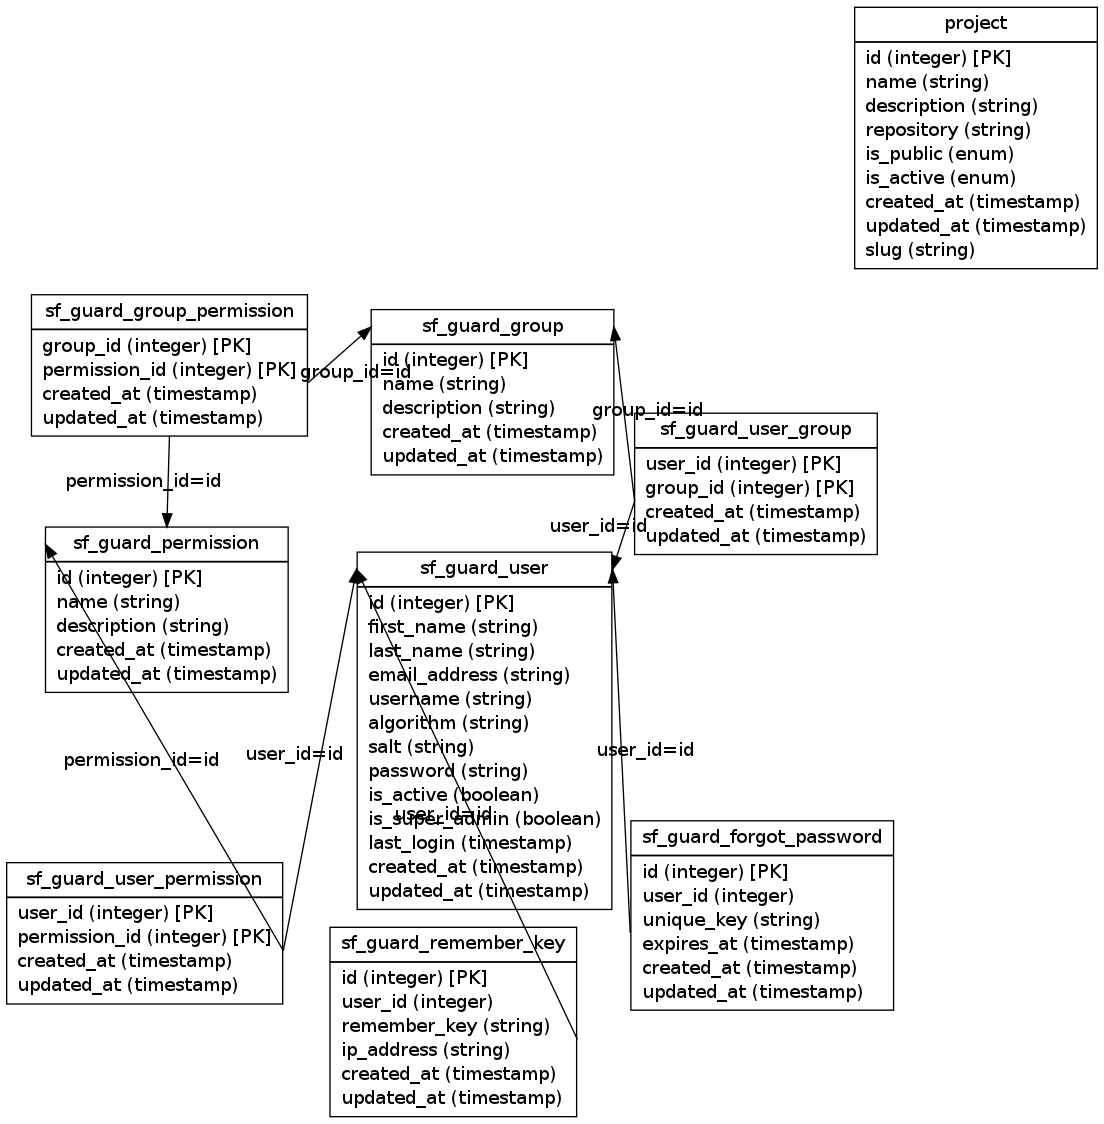 project
id (integer) [PK]
name (string)
description (string)
repository (string)
is_public (enum)
is_active (enum)
created_at (timestamp)
updated_at (timestamp)
slug (string)
sf_guard_group_permission
group_id (integer) [PK]
permission_id (integer) [PK]
created_at (timestamp)
updated_at (timestamp)
group_id=id
sf_guard_group
id (integer) [PK]
name (string)
description (string)
created_at (timestamp)
updated_at (timestamp)
group_id=id
sf_guard_user_group
user_id (integer) [PK]
group_id (integer) [PK]
created_at (timestamp)
updated_at (timestamp)
permission_id=id
user_id=id
sf_guard_permission
id (integer) [PK]
name (string)
description (string)
created_at (timestamp)
updated_at (timestamp)
sf_guard_user
id (integer) [PK]
first_name (string)
last_name (string)
email_address (string)
username (string)
algorithm (string)
salt (string)
password (string)
is_active (boolean)
is_super_admin (boolean)
last_login (timestamp)
created_at (timestamp)
updated_at (timestamp)
permission_id=id
user_id=id
user_id=id
user_id=id
sf_guard_user_permission
user_id (integer) [PK]
permission_id (integer) [PK]
created_at (timestamp)
updated_at (timestamp)
sf_guard_remember_key
id (integer) [PK]
user_id (integer)
remember_key (string)
ip_address (string)
created_at (timestamp)
updated_at (timestamp)
sf_guard_forgot_password
id (integer) [PK]
user_id (integer)
unique_key (string)
expires_at (timestamp)
created_at (timestamp)
updated_at (timestamp)